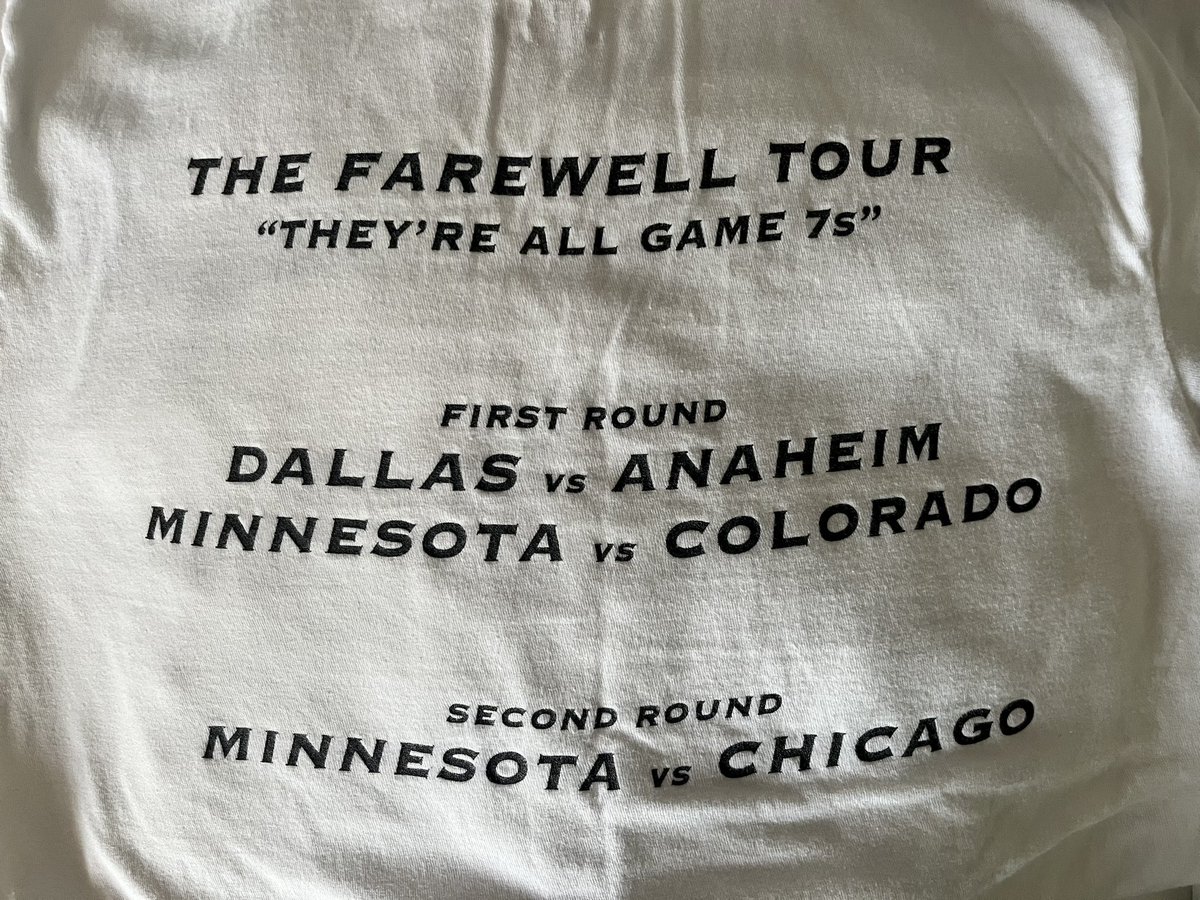 THE FAREWELL TOUR
“THEY’RE ALL GAME 7s”
FIRST ROUND
DALLAS vs ANAHEIM
MINNESOTA vs COLORADO
SECOND ROUND
MINNESOTA vs CHICAGO